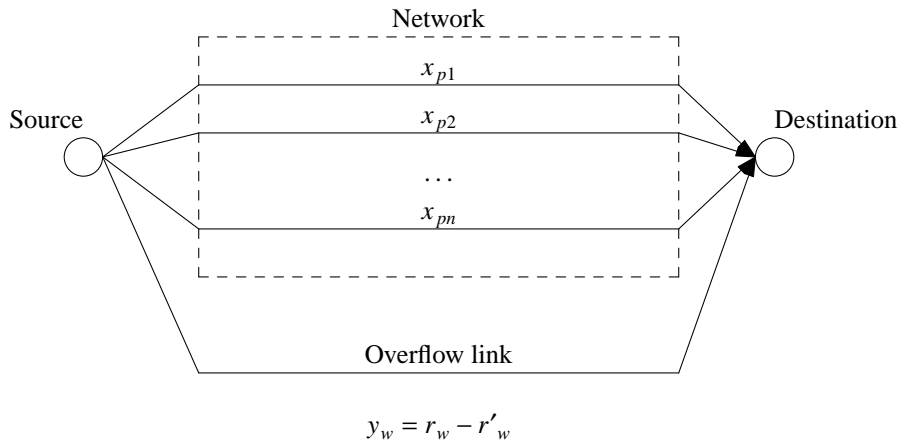 Network
x_{p1}
Source
x_{p2}
Destination
...
x_{pn}
Overflow link
y_w = r_w − r′_w